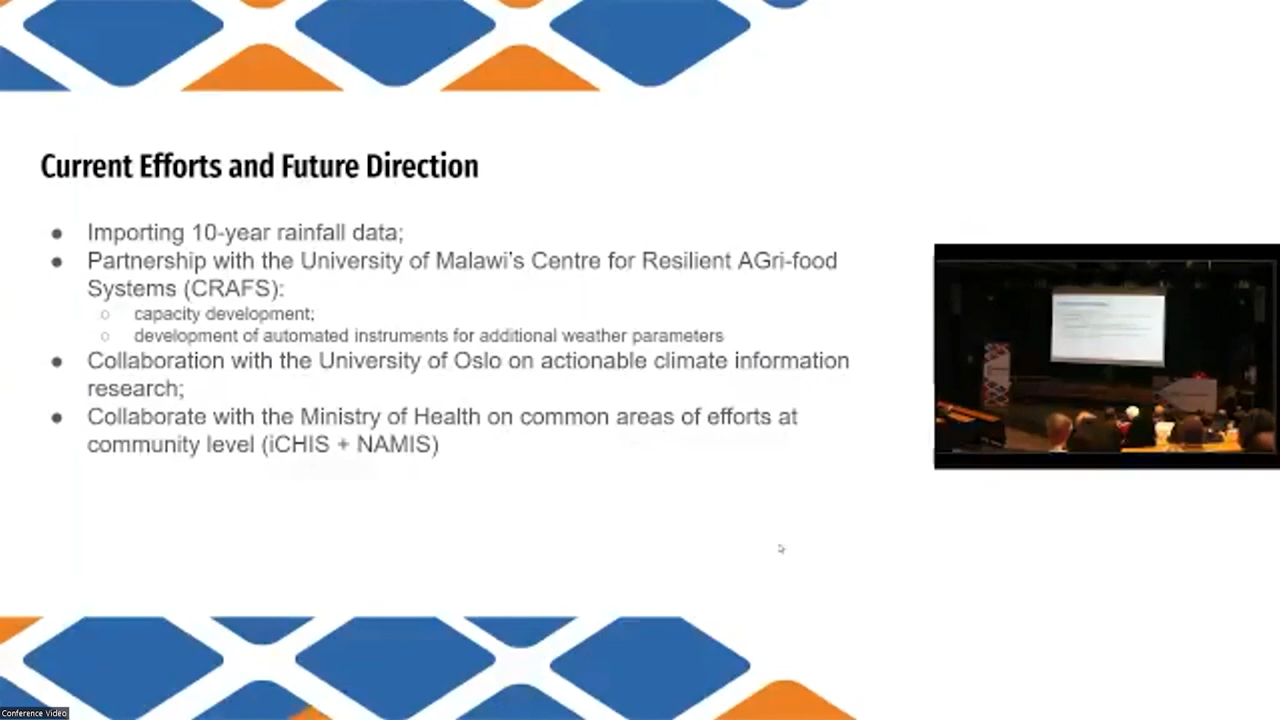 Current Efforts and Future Direction
● Importing 10-year rainfall data;
● Partnership with the University of Malawi’s Centre for Resilient AGri-food
Systems (CRAFS):
○ capacity development;
○ development of automated instruments for additional weather parameters
● Collaboration with the University of Oslo on actionable climate information
research;
● Collaborate with the Ministry of Health on common areas of efforts at
community level (iCHIS + NAMIS)
Conference Video